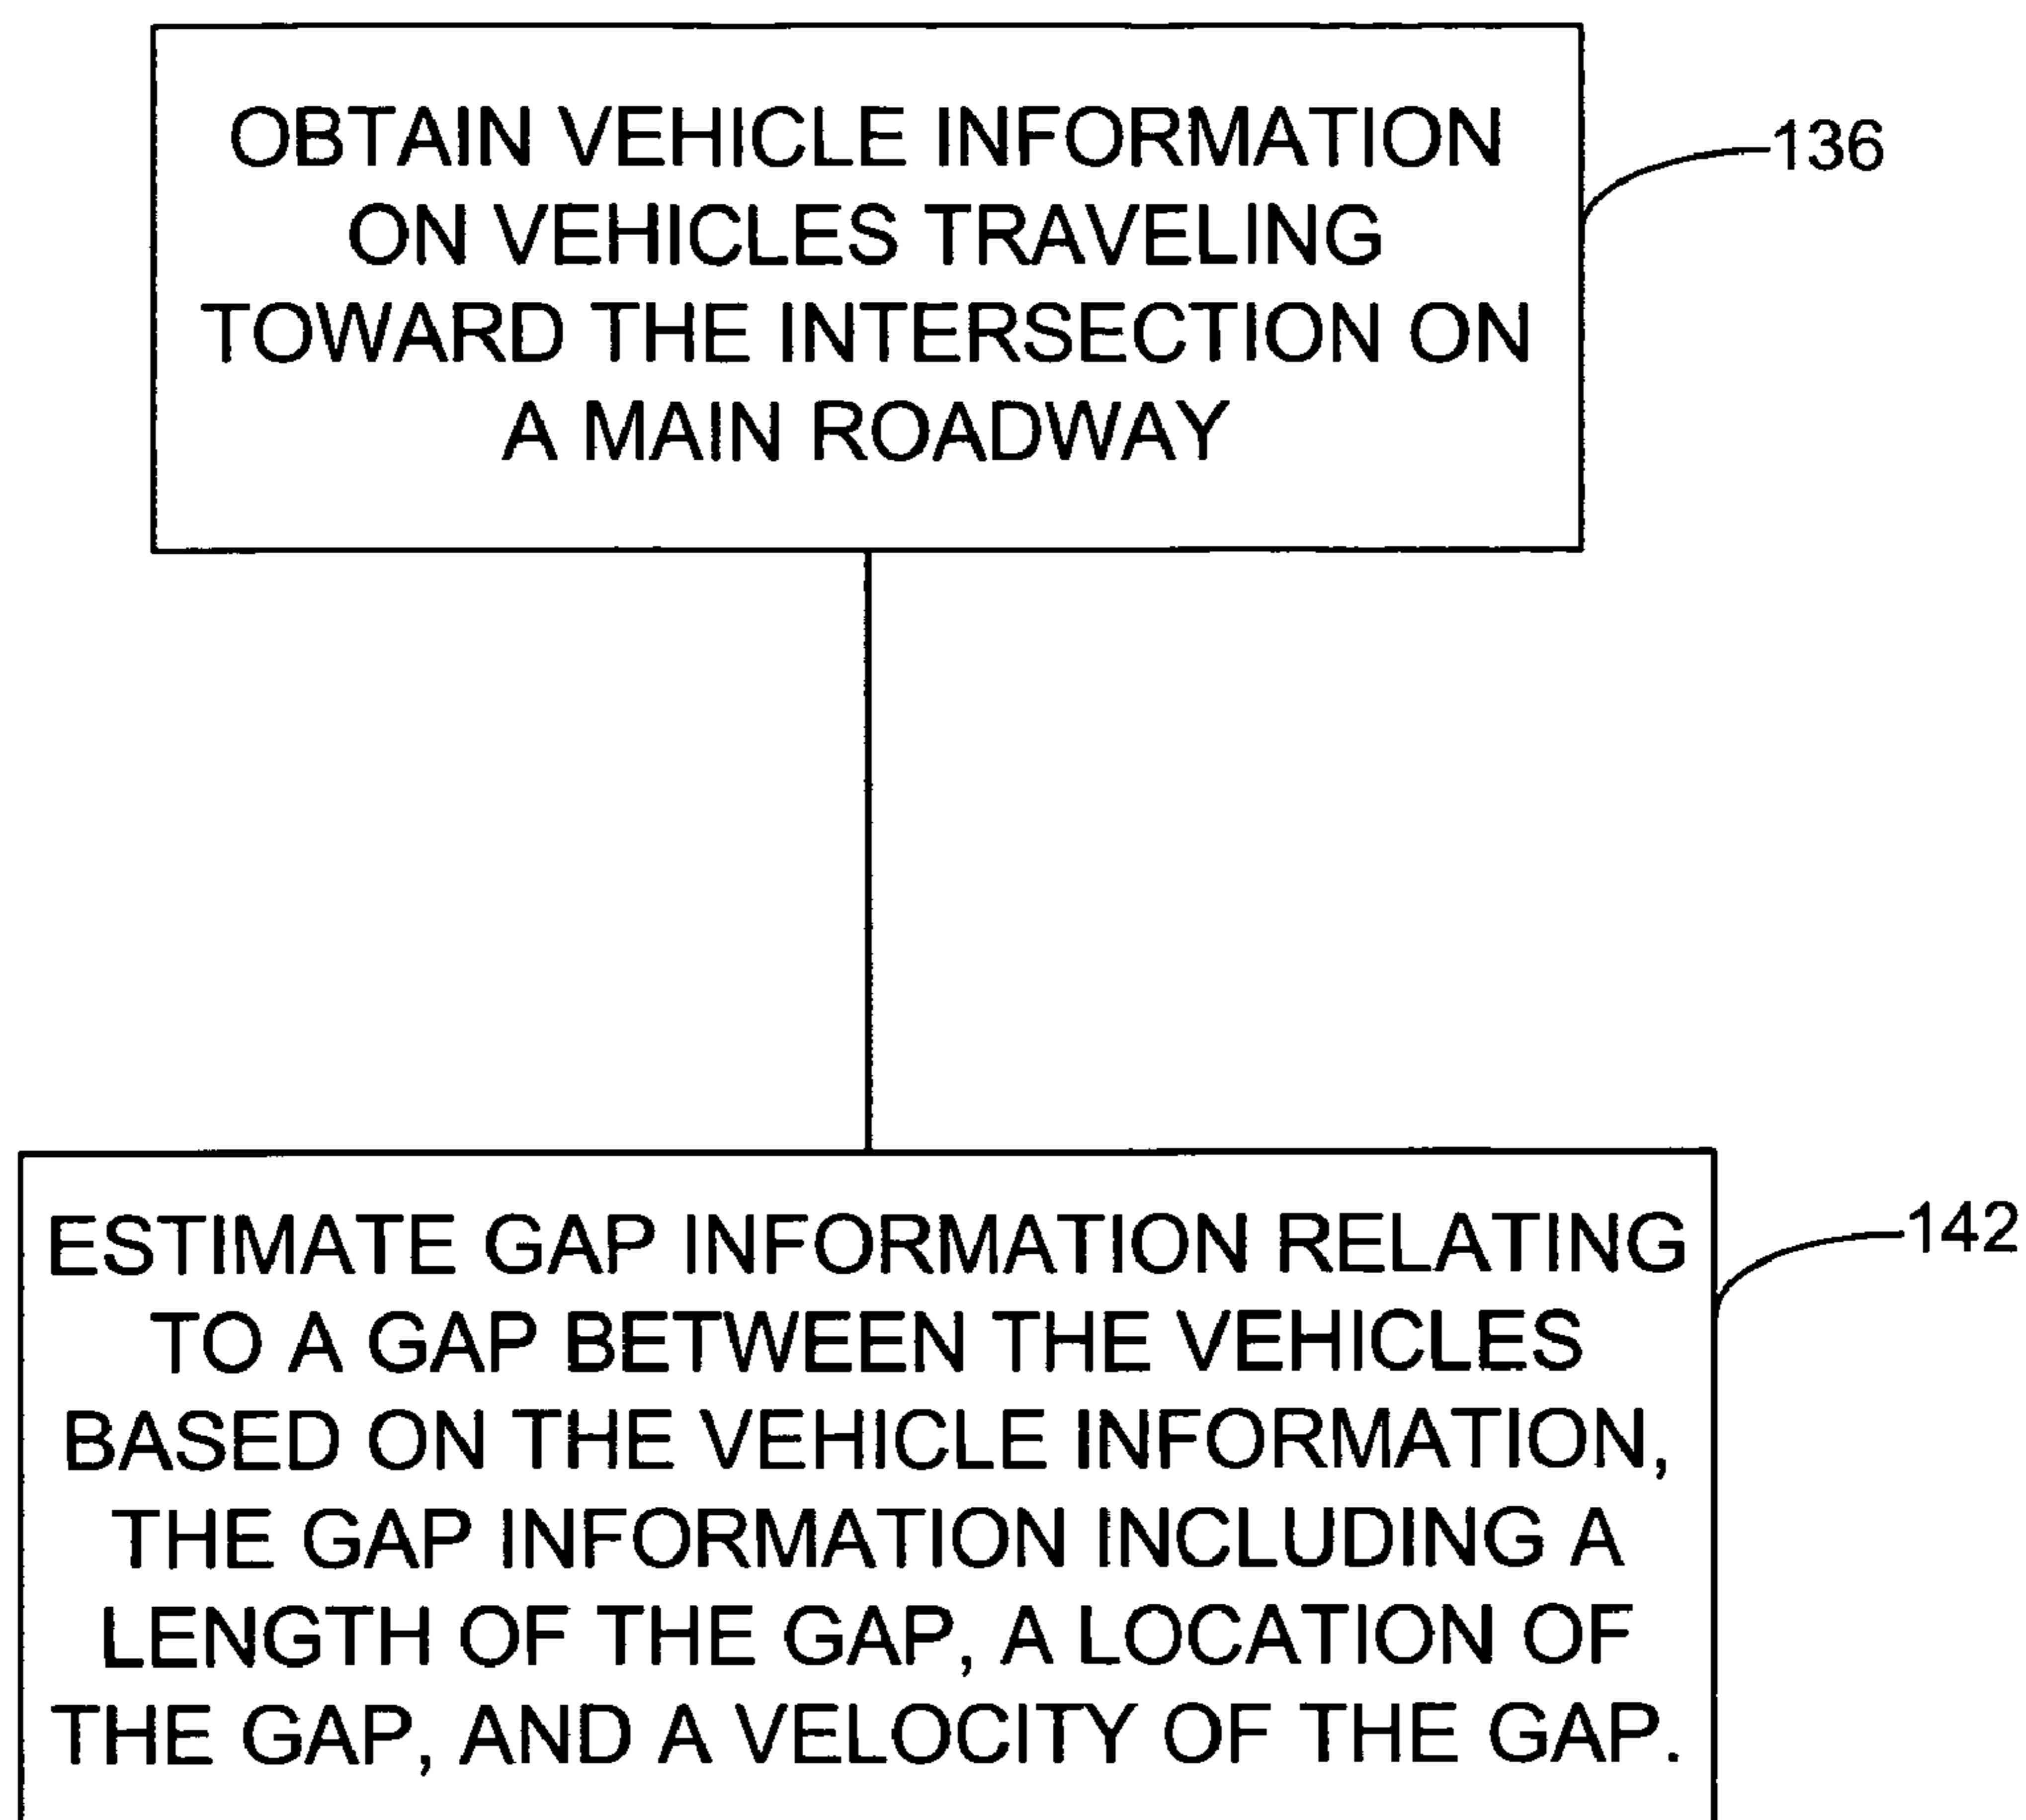 OBTAIN VEHICLE INFORMATION
ON VEHICLES TRAVELING
TOWARD THE INTERSECTION ON
A MAIN ROADWAY
136
ESTIMATE GAP INFORMATION RELATING
TO A GAP BETWEEN THE VEHICLES
BASED ON THE VEHICLE INFORMATION,
THE GAP INFORMATION INCLUDING A
LENGTH OF THE GAP, A LOCATION OF
THE GAP, AND A VELOCITY OF THE GAP.
142